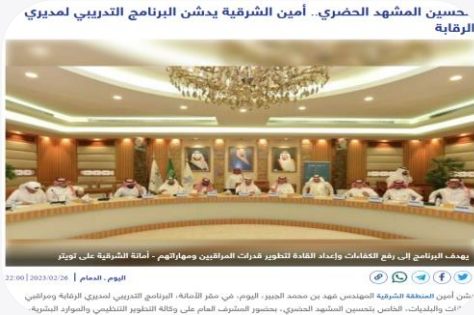 حسين المشهد الحضري.. أمين الشرقية يدشن البرنامج التدريبي لمديري
الرقابة
يهدف البرنامج إلى رفع الكفاءات وإعداد القادة لتطوير قدرات المراقبين ومهاراتهم - أمانة الشرقية على تويتر
اليوم - الدمام | 2023/02/26 | 22:00
شن أمين المنطقة الشرقية المهندس فهد بن محمد الجبير، اليوم، في مقر الأمانة، البرنامج التدريبي لمديري الرقابة ومراقبي
والبلديات، الخاص بتحسين المشهد الحضري، بحضور المشرف العام على وكالة التطوير التنظيمي والموارد البشرية